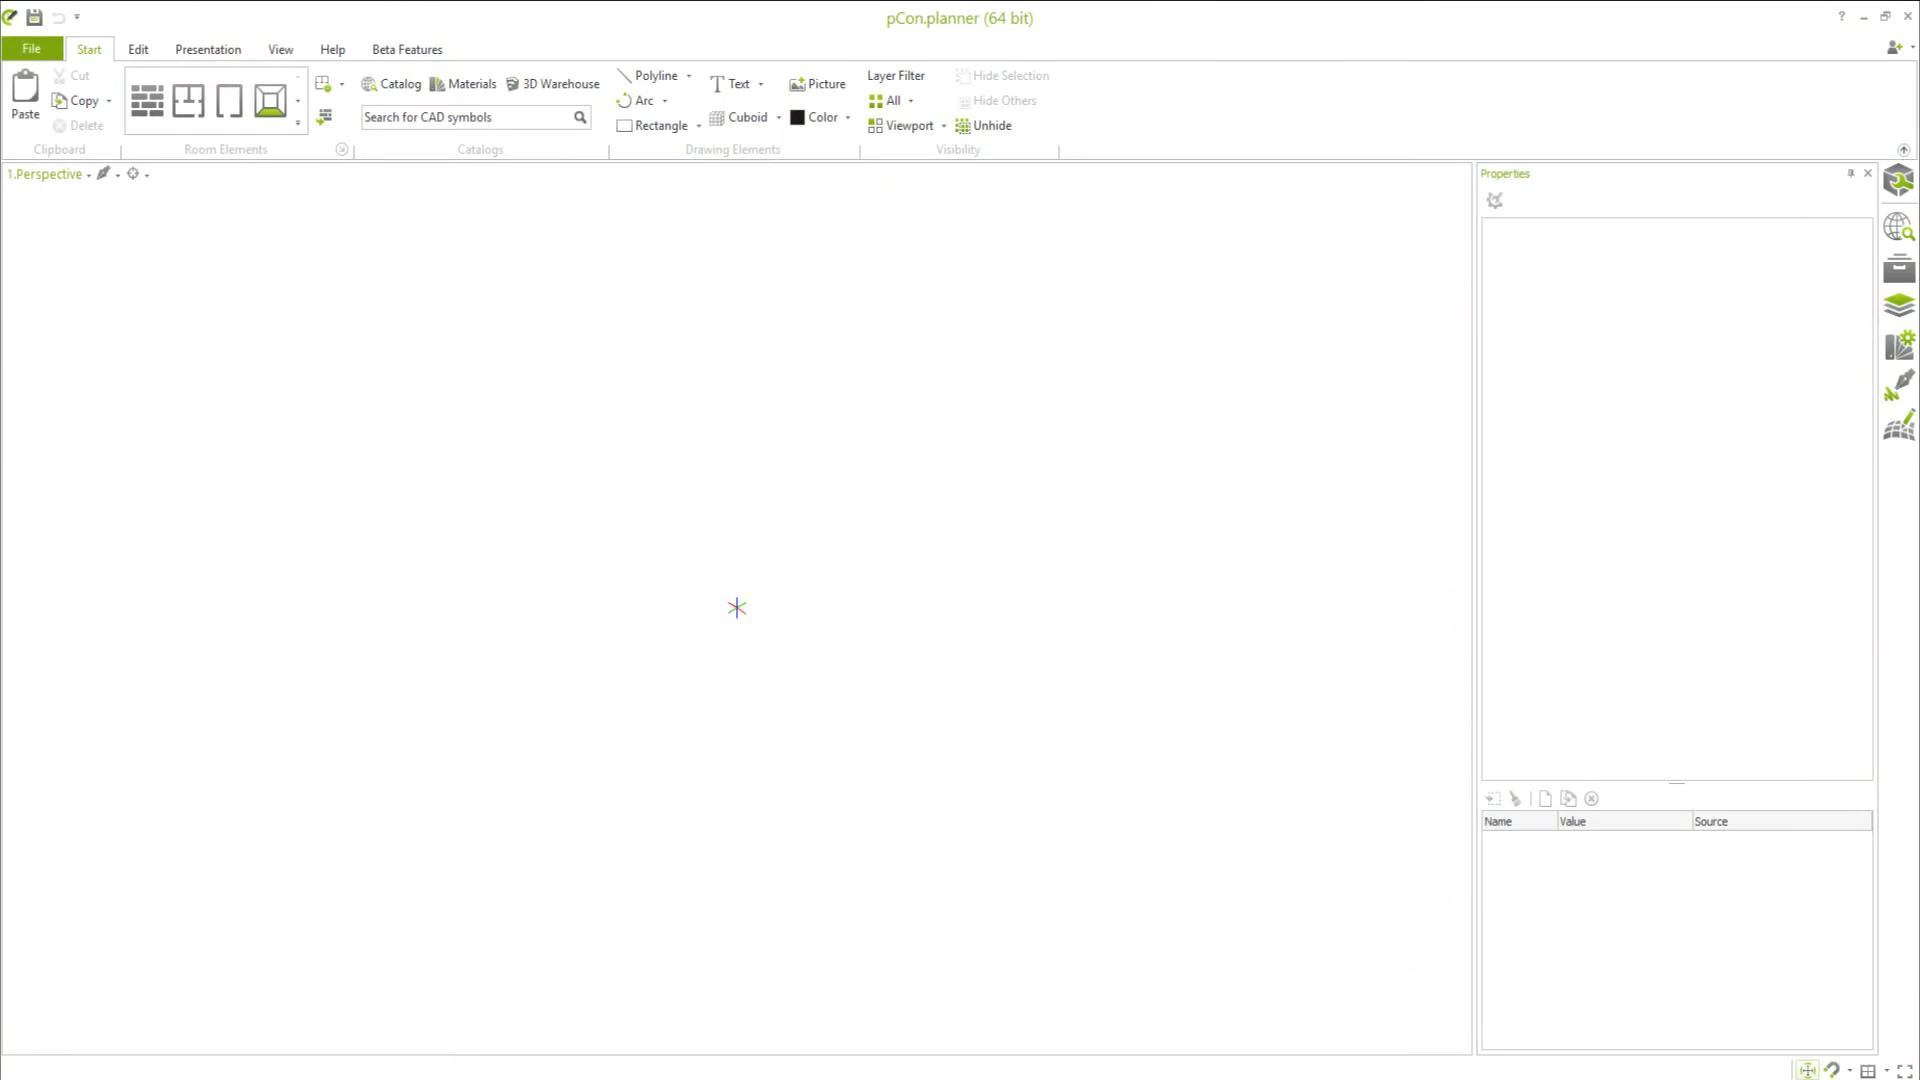 pCon.planner (64 bit)
File Start Edit Presentation View Help Beta Features
Paste
Cut
Copy
Delete
Clipboard
Room Elements
Catalog Materials 3D Warehouse
Search for CAD symbols
Catalogs
Polyline
Arc
Rectangle
Text
Cuboid
Picture
Color
Drawing Elements
Layer Filter
All
Viewport
Hide Selection
Hide Others
Unhide
Visibility
1.Perspective
Properties
Name Value Source